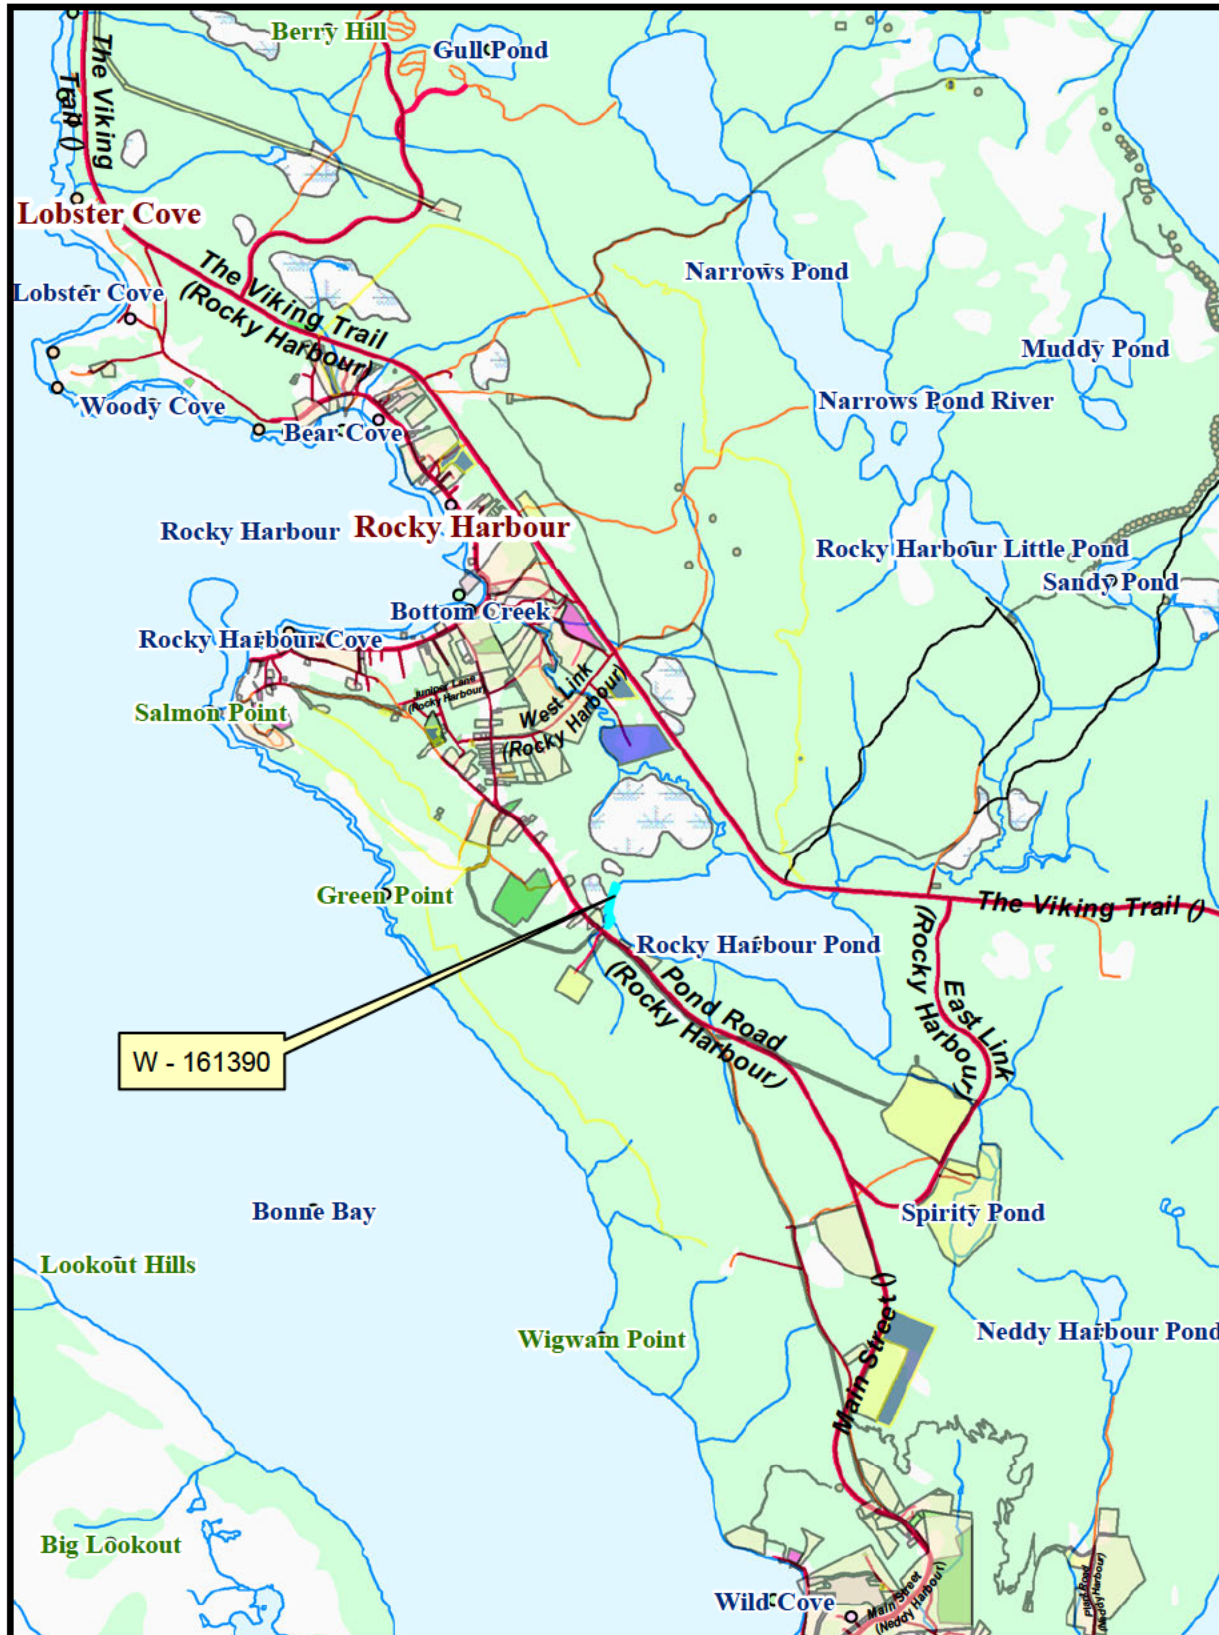 Berry Hill
Gull Pond
The Viking
Trail ()
Lobster Cove
The Viking Trail
(Rocky Harbour)
Narrows Pond
Lobster Cove
Muddy Pond
Woody Cove
Narrows Pond River
Bear Cove
Rocky Harbour
Rocky Harbour
Rocky Harbour Little Pond
Sandy Pond
Bottom Creek
Rocky Harbour Cove
Juniper Lane
(Rocky Harbour)
West Link
(Rocky Harbour)
Salmon Point
Green Point
The Viking Trail ()
Rocky Harbour Pond
East Link
(Rocky Harbour)
Pond Road
(Rocky Harbour)
W - 161390
Bonne Bay
Spirity Pond
Lookout Hills
Main Street ()
Wigwam Point
Neddy Harbour Pond
Big Lookout
Wild Cove
Main Street
(Neddy Harbour)
Plant Road
(Neddy Harbour)